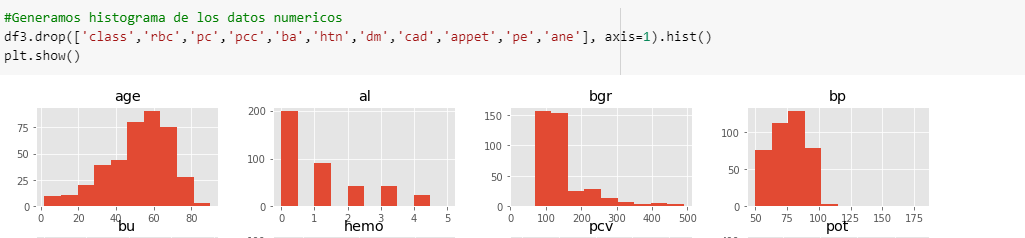 #Generamos histograma de los datos numericos
df3.drop(['class','rbc','pc','pcc','ba','htn','dm','cad','appet','pe','ane'], axis=1).hist()
plt.show()
age al bgr bp
75
50
25
0
0 20 40 60 80
200
100
0
0 1 2 3 4 5
150
100
50
0
0 100 200 300 400 500
100
50
0
50 75 100 125 150 175
bu hemo pcv pot